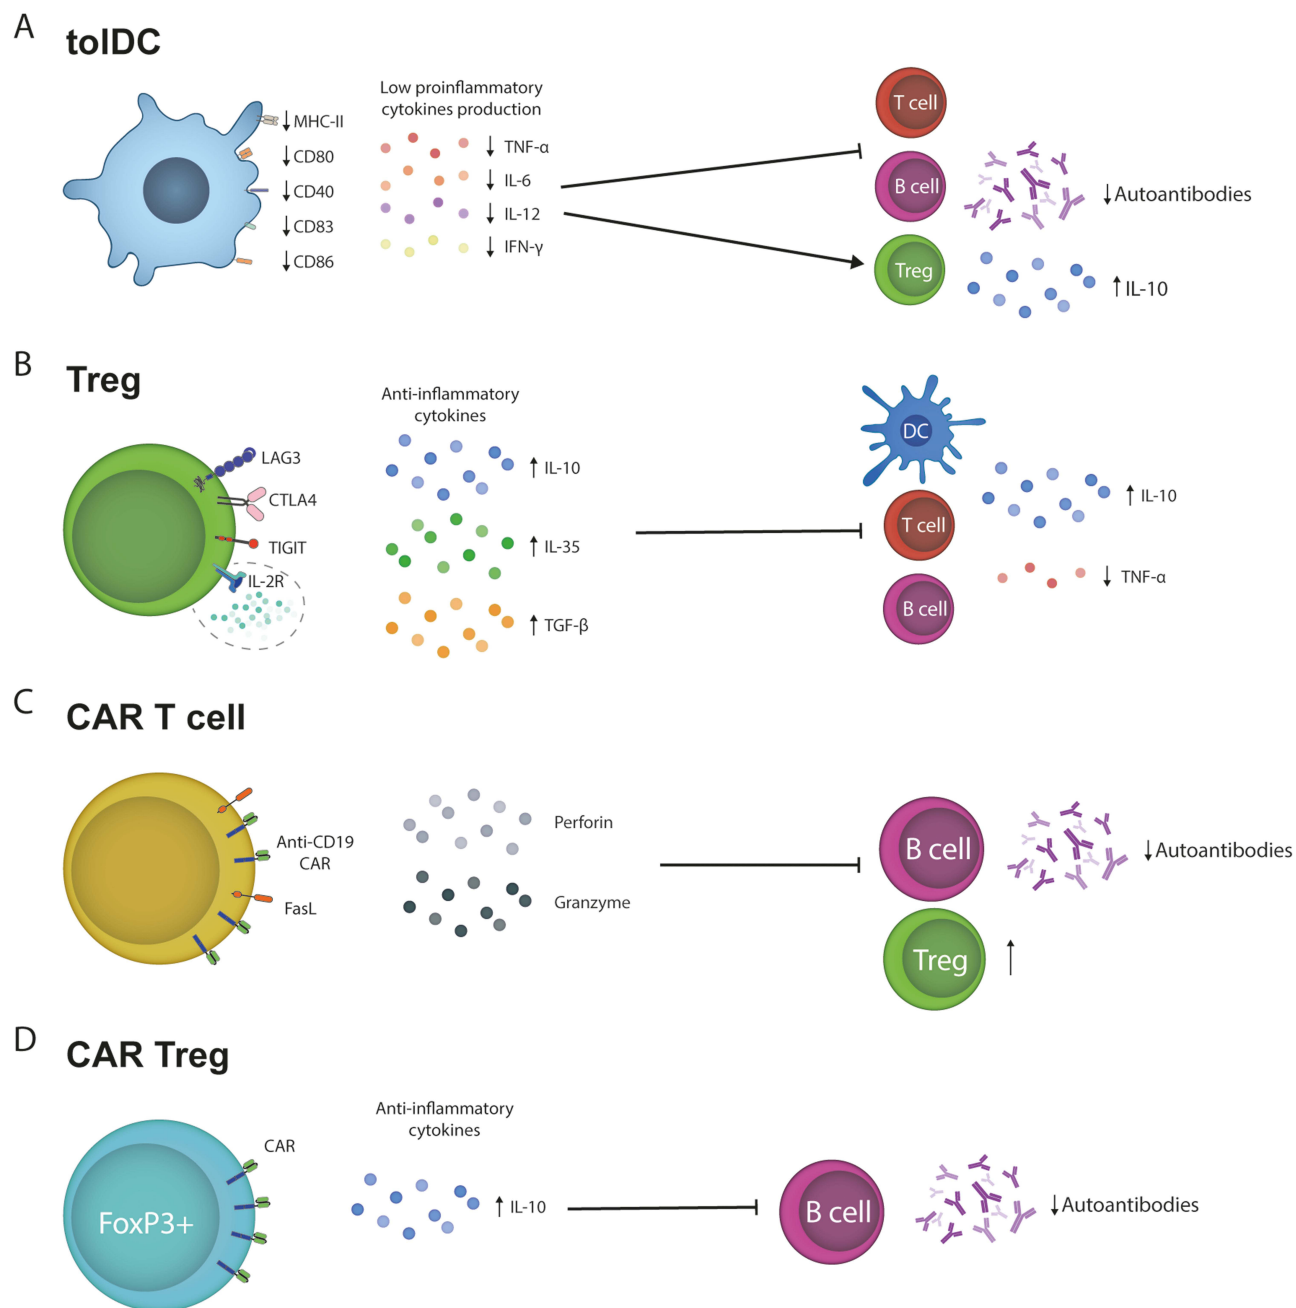 A
tolDC
↓ MHC-II
↓ CD80
↓ CD40
↓ CD83
↓ CD86
Low proinflammatory
cytokines production
↓ TNF-α
↓ IL-6
↓ IL-12
↓ IFN-γ
T cell
B cell
Treg
↓ Autoantibodies
↑ IL-10
B
Treg
LAG3
CTLA4
TIGIT
IL-2R
Anti-inflammatory
cytokines
↑ IL-10
↑ IL-35
↑ TGF-β
DC
T cell
B cell
↑ IL-10
↓ TNF-α
C
CAR T cell
Anti-CD19
CAR
FasL
Perforin
Granzyme
B cell
Treg
↑
↓ Autoantibodies
D
CAR Treg
FoxP3+
CAR
Anti-inflammatory
cytokines
↑ IL-10
B cell
↓ Autoantibodies